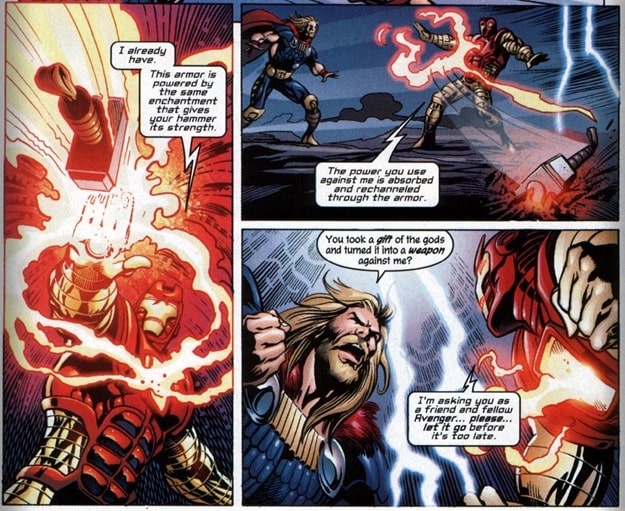 I already
have.
This armor is
powered by
the same
enchantment
that gives
your hammer
its strength.
The power you use
against me is absorbed
and rechanneled
through the armor.
You took a gift of the gods
and turned it into a weapon
against me?
I'm asking you as
a friend and fellow
Avenger... please...
let it go before
it's too late.